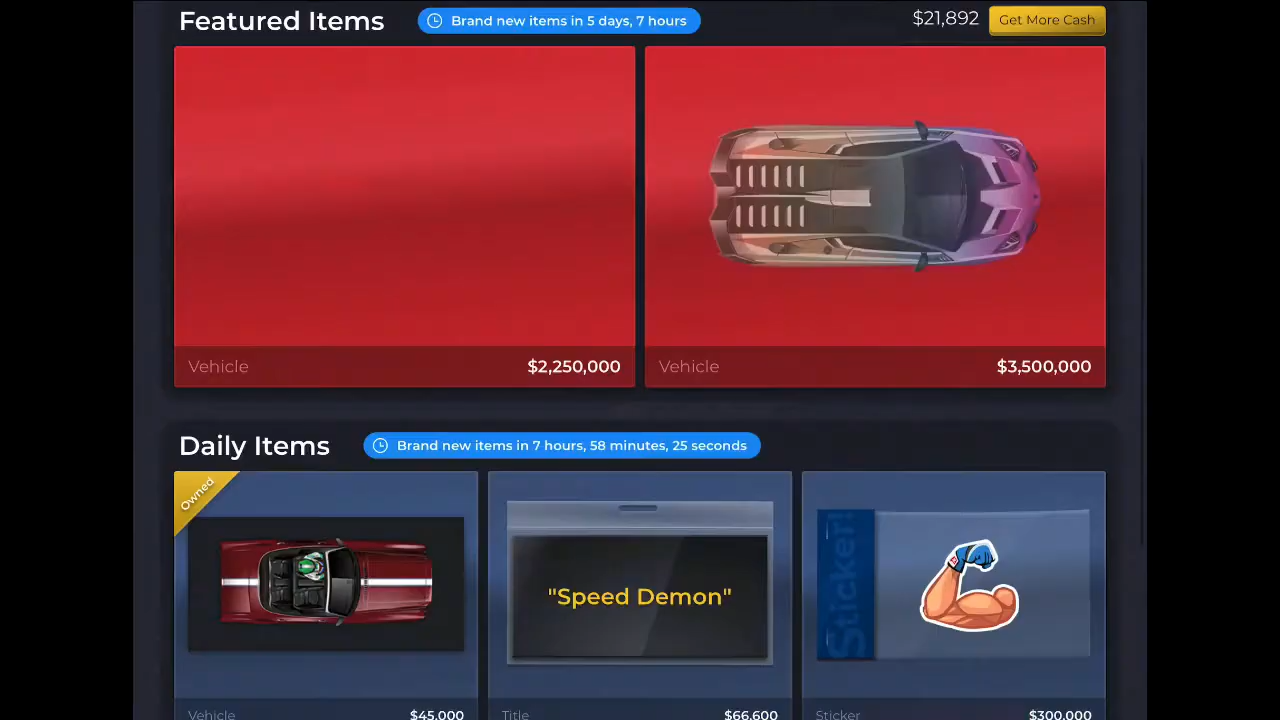 Featured Items
Brand new items in 5 days, 7 hours
$21,892
Get More Cash
Vehicle
$2,250,000
Vehicle
$3,500,000
Daily Items
Brand new items in 7 hours, 58 minutes, 25 seconds
Owned
"Speed Demon"
Sticker!
Vehicle
$45,000
Title
$66,600
Sticker
$300,000